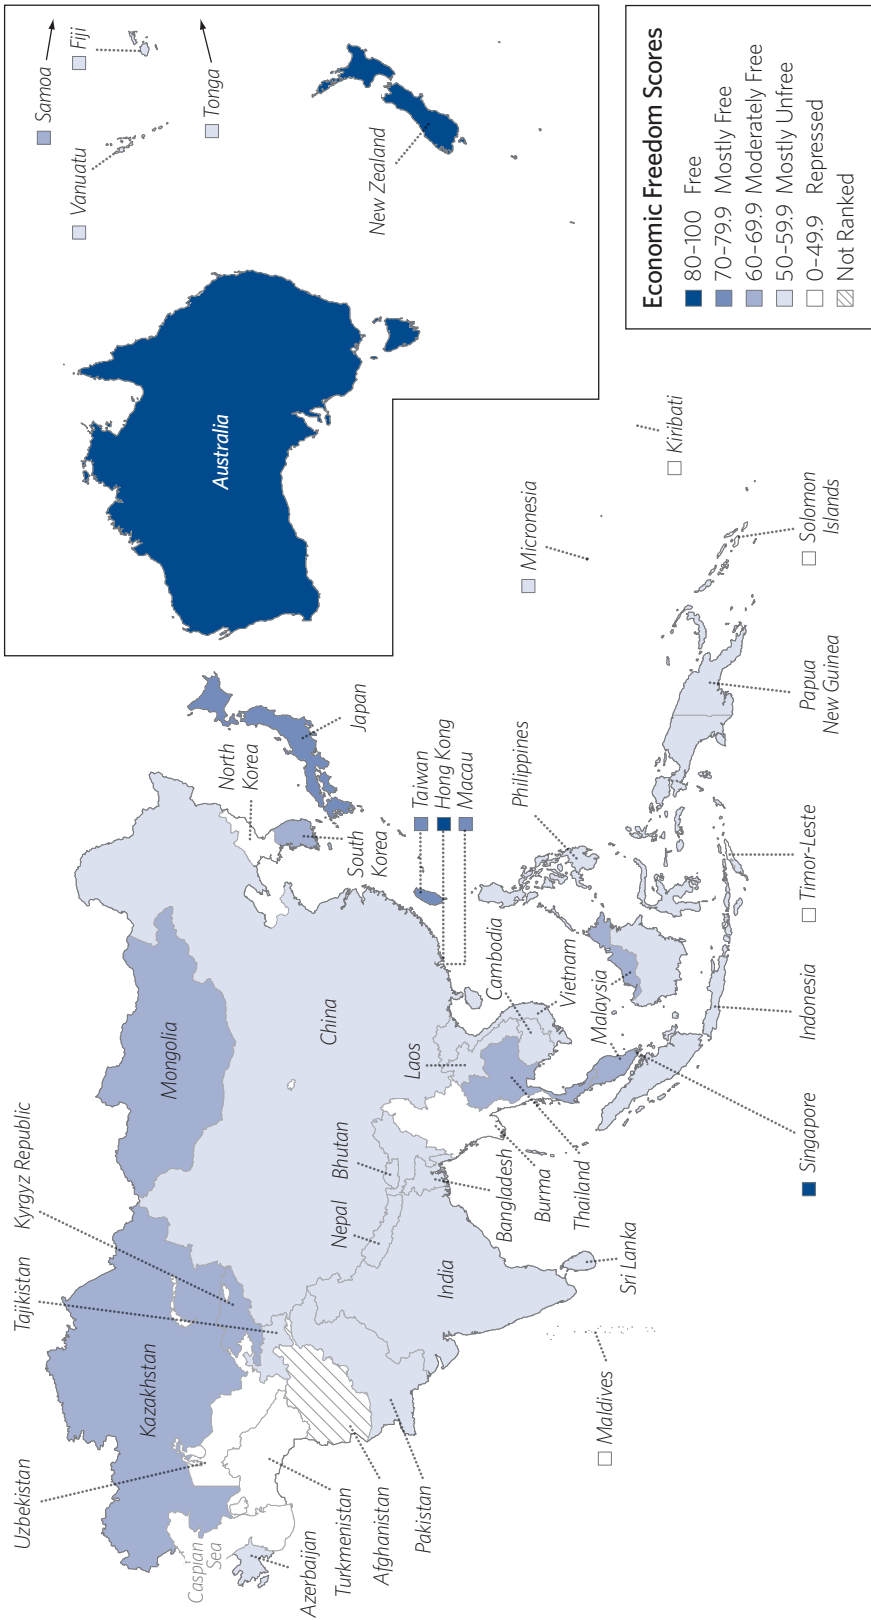 Uzbekistan
Tajikistan
Kyrgyz Republic
Kazakhstan
Mongolia
Caspian
Sea
Azerbaijan
Turkmenistan
Afghanistan
Pakistan
Nepal
Bhutan
China
India
North
Korea
South
Korea
Japan
Laos
Taiwan
Hong Kong
Macau
Bangladesh
Burma
Thailand
Cambodia
Vietnam
Malaysia
Philippines
Sri Lanka
Maldives
Singapore
Indonesia
Timor-Leste
Papua
New Guinea
Solomon
Islands
Micronesia
Kiribati
Australia
New Zealand
Samoa
Vanuatu
Fiji
Tonga
Economic Freedom Scores
80–100 Free
70–79.9 Mostly Free
60–69.9 Moderately Free
50–59.9 Mostly Unfree
0–49.9 Repressed
Not Ranked